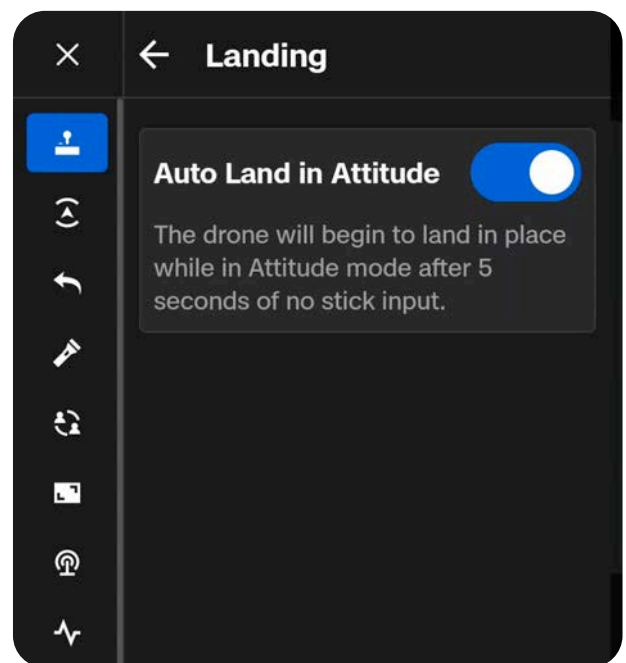 Landing
Auto Land in Attitude
The drone will begin to land in place
while in Attitude mode after 5
seconds of no stick input.